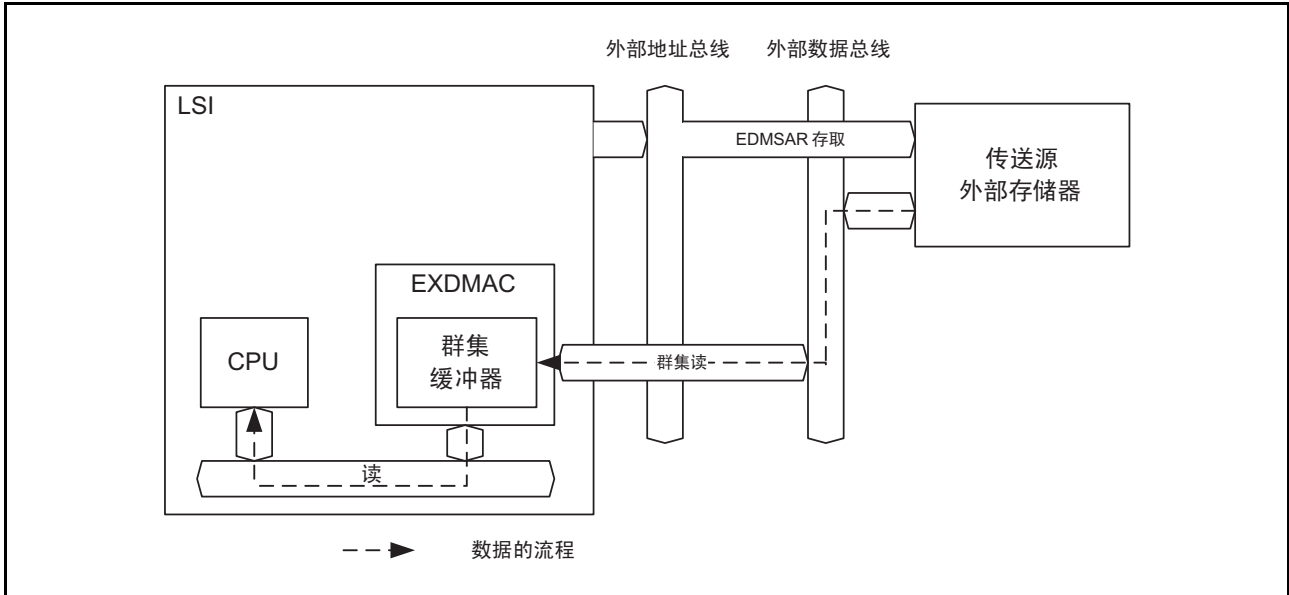 外部地址总线
外部数据总线
LSI
EDMSAR 存取
传送源
外部存储器
EXDMAC
CPU
群集
缓冲器
群集读
读
数据的流程